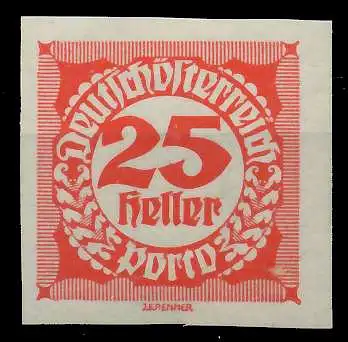 Deutschösterreich
25
Heller
Porto
J.F.RENNER